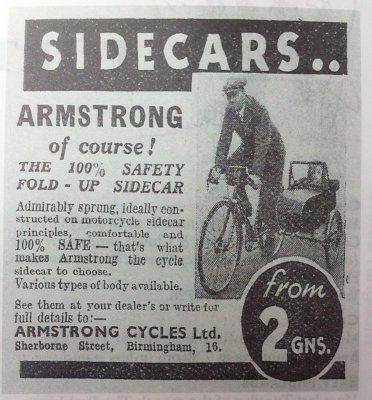 SIDECARS..
ARMSTRONG
of course!
THE 100% SAFETY
FOLD-UP SIDECAR
Admirably sprung, ideally con-
structed on motorcycle sidecar
principles, comfortable and
100% SAFE — that's what
makes Armstrong the cycle
sidecar to choose.
Various types of body available.
See them at your dealer's or write for
full details to:—
ARMSTRONG CYCLES Ltd.
Sherborne Street, Birmingham, 16.
from
2 GNS.